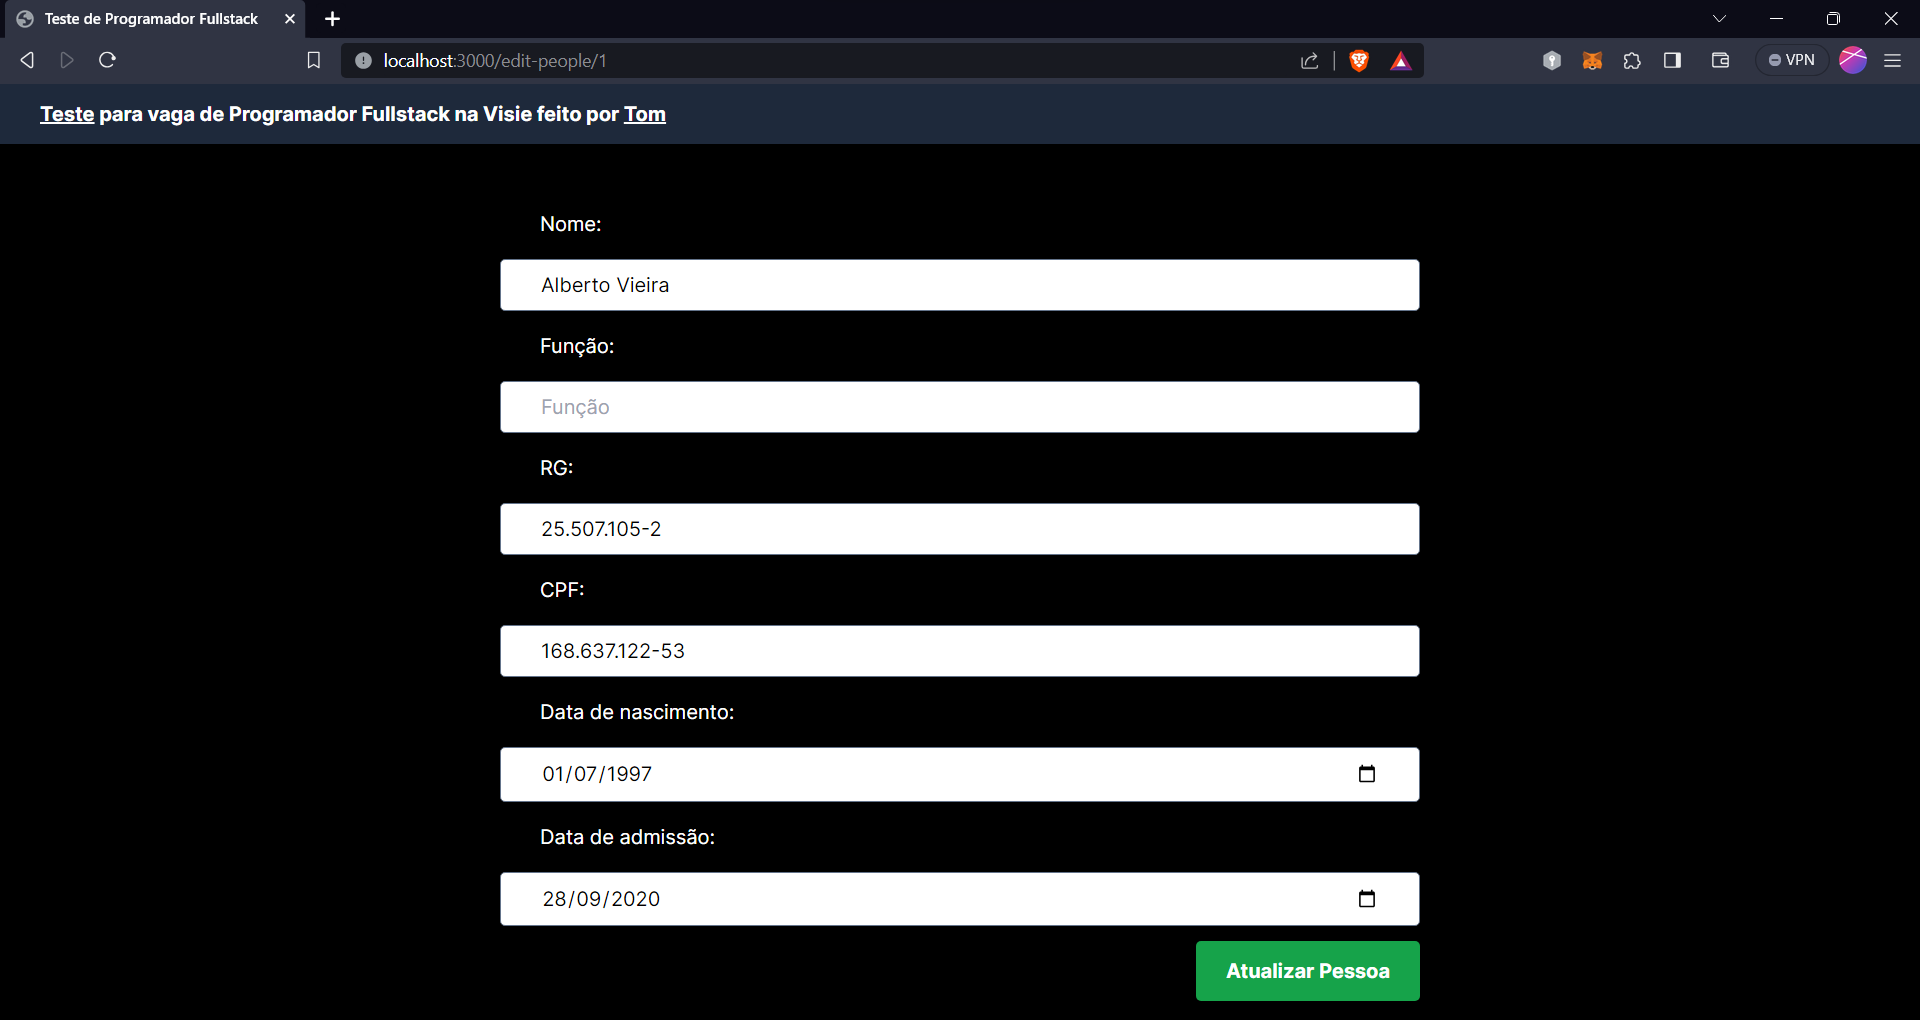 Teste de Programador Fullstack
localhost:3000/edit-people/1
VPN
Teste para vaga de Programador Fullstack na Visie feito por Tom
Nome:
Alberto Vieira
Função:
Função
RG:
25.507.105-2
CPF:
168.637.122-53
Data de nascimento:
01/07/1997
Data de admissão:
28/09/2020
Atualizar Pessoa